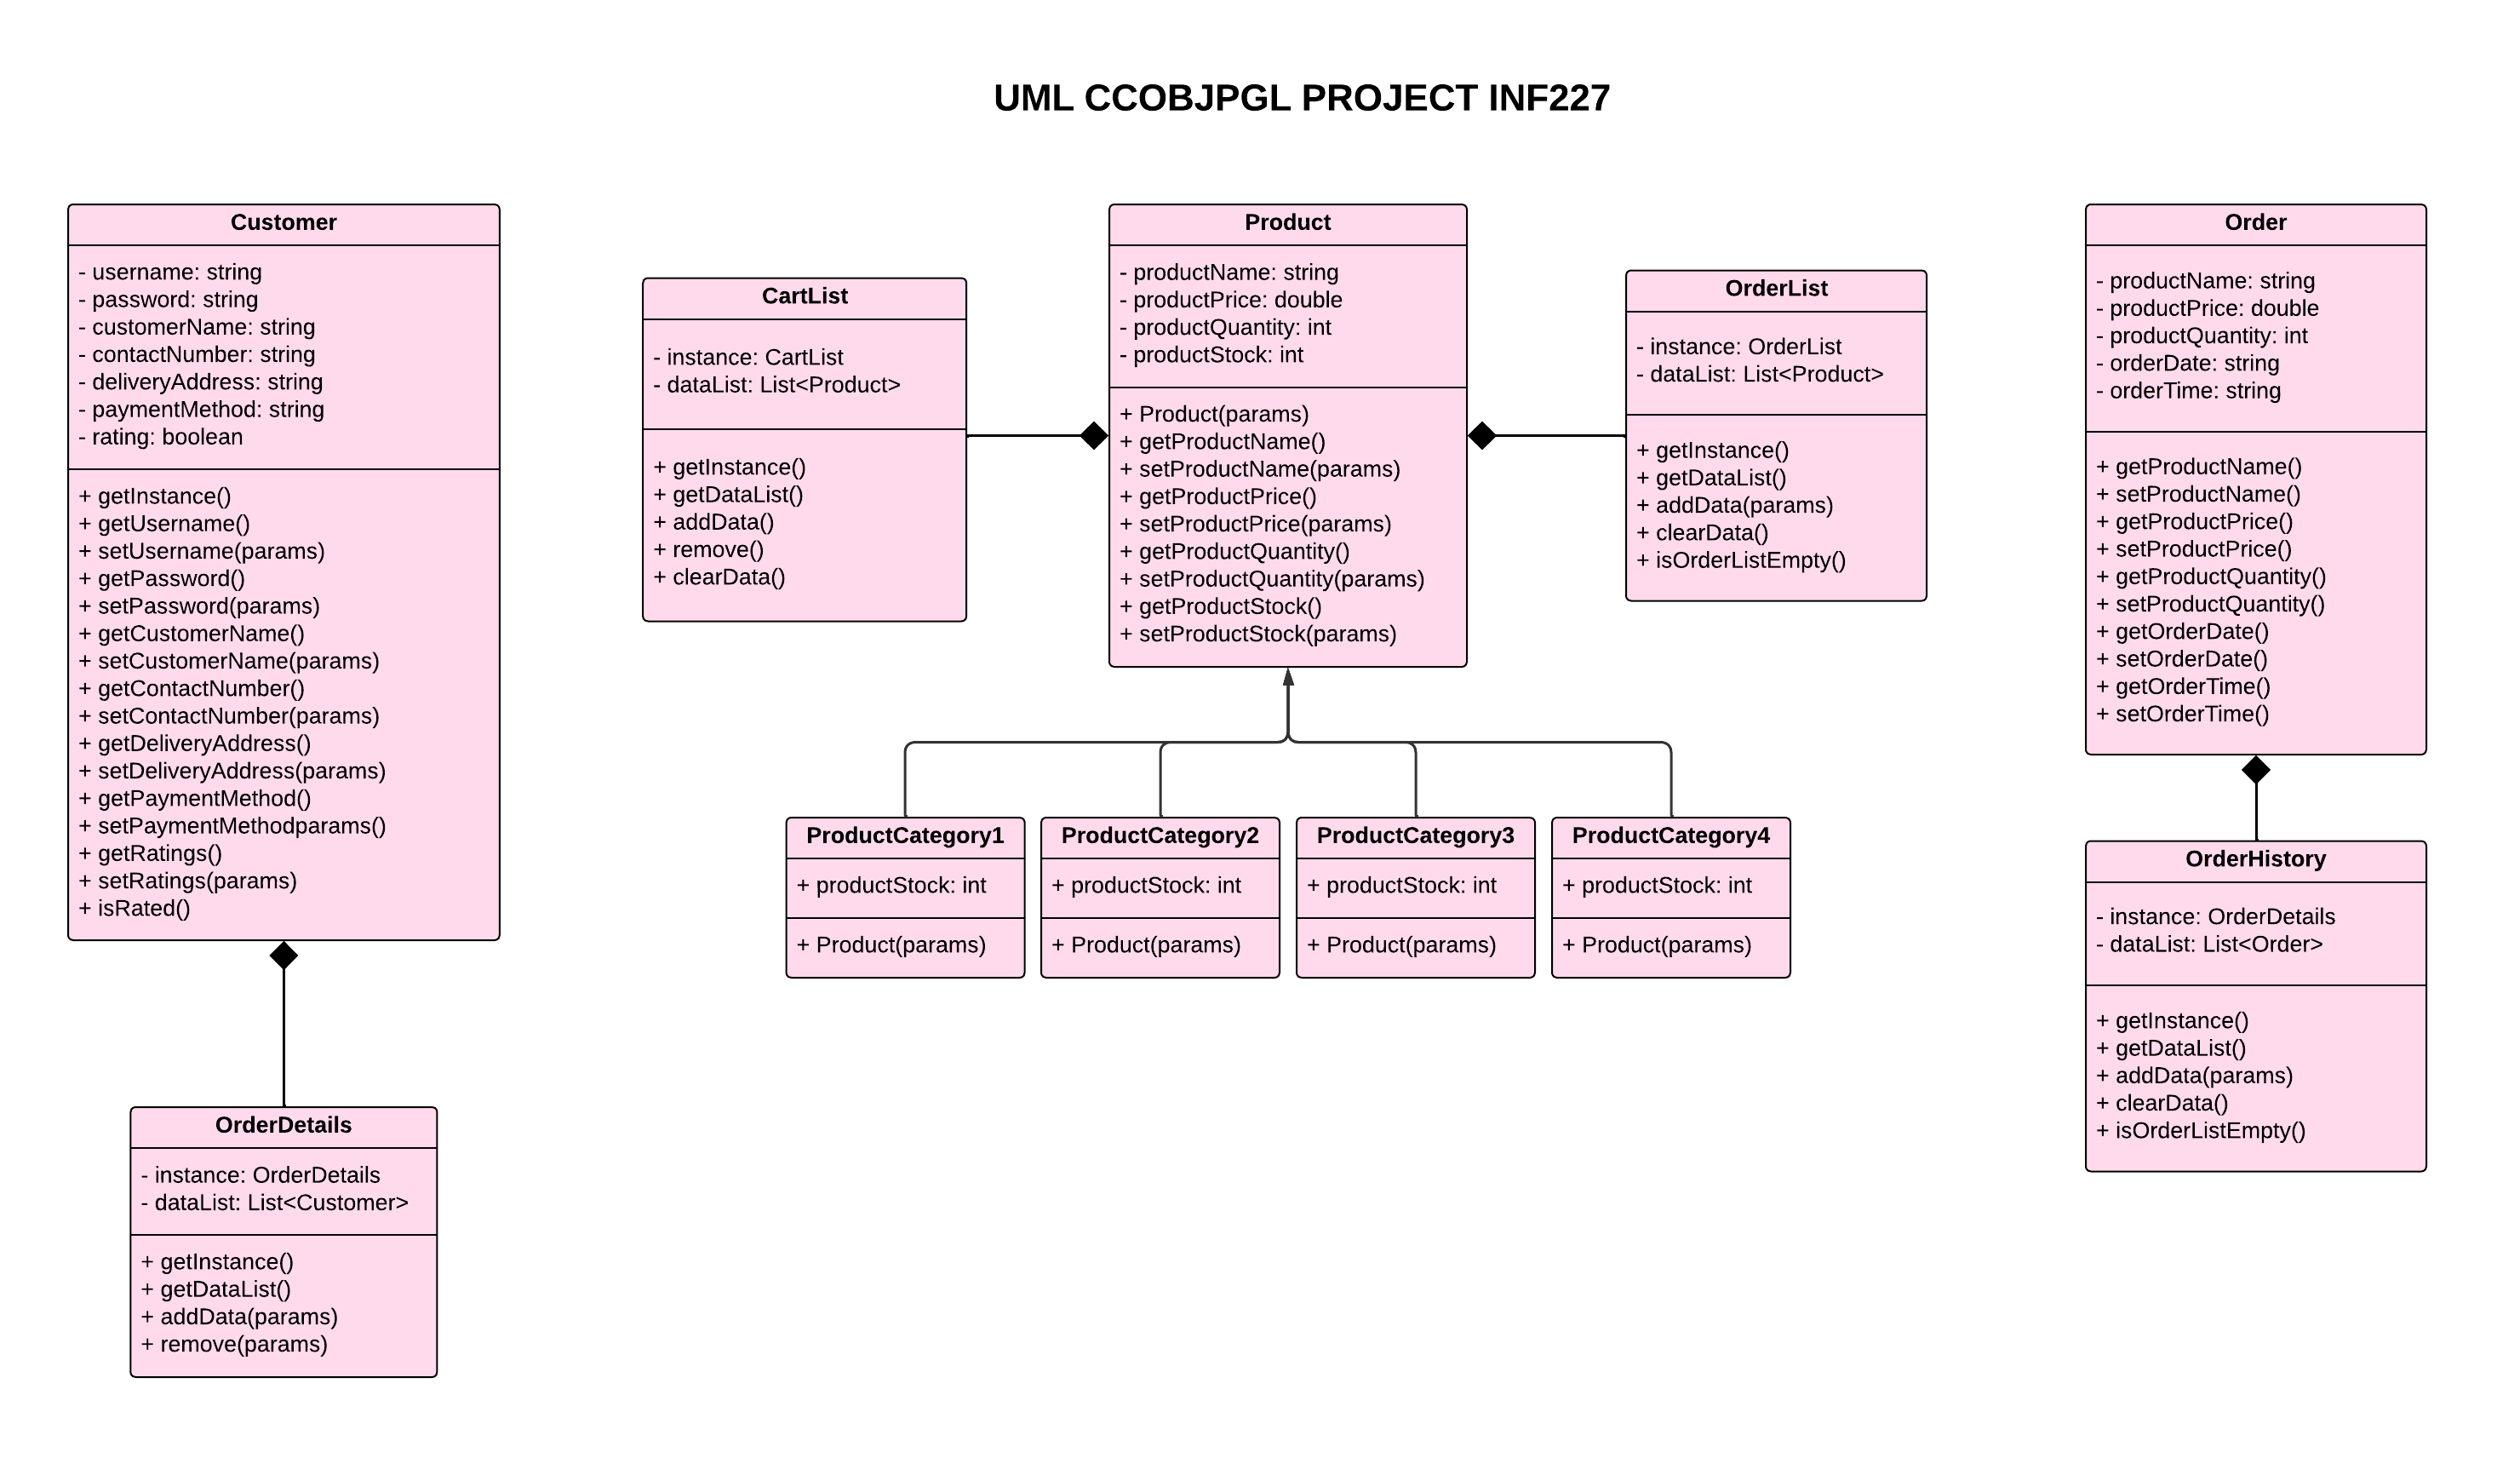 UML CCOBJPGL PROJECT INF227
Customer
- username: string
- password: string
- customerName: string
- contactNumber: string
- deliveryAddress: string
- paymentMethod: string
- rating: boolean
+ getInstance()
+ getUsername()
+ setUsername(params)
+ getPassword()
+ setPassword(params)
+ getCustomerName()
+ setCustomerName(params)
+ getContactNumber()
+ setContactNumber(params)
+ getDeliveryAddress()
+ setDeliveryAddress(params)
+ getPaymentMethod()
+ setPaymentMethodparams()
+ getRatings()
+ setRatings(params)
+ isRated()
OrderDetails
- instance: OrderDetails
- dataList: List<Customer>
+ getInstance()
+ getDataList()
+ addData(params)
+ remove(params)
CartList
- instance: CartList
- dataList: List<Product>
+ getInstance()
+ getDataList()
+ addData()
+ remove()
+ clearData()
Product
- productName: string
- productPrice: double
- productQuantity: int
- productStock: int
+ Product(params)
+ getProductName()
+ setProductName(params)
+ getProductPrice()
+ setProductPrice(params)
+ getProductQuantity()
+ setProductQuantity(params)
+ getProductStock()
+ setProductStock(params)
OrderList
- instance: OrderList
- dataList: List<Product>
+ getInstance()
+ getDataList()
+ addData(params)
+ clearData()
+ isOrderListEmpty()
ProductCategory1
+ productStock: int
+ Product(params)
ProductCategory2
+ productStock: int
+ Product(params)
ProductCategory3
+ productStock: int
+ Product(params)
ProductCategory4
+ productStock: int
+ Product(params)
Order
- productName: string
- productPrice: double
- productQuantity: int
- orderDate: string
- orderTime: string
+ getProductName()
+ setProductName()
+ getProductPrice()
+ setProductPrice()
+ getProductQuantity()
+ setProductQuantity()
+ getOrderDate()
+ setOrderDate()
+ getOrderTime()
+ setOrderTime()
OrderHistory
- instance: OrderDetails
- dataList: List<Order>
+ getInstance()
+ getDataList()
+ addData(params)
+ clearData()
+ isOrderListEmpty()